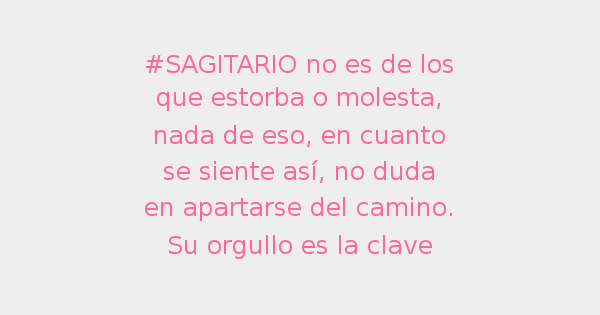 #SAGITARIO no es de los
que estorba o molesta,
nada de eso, en cuanto
se siente así, no duda
en apartarse del camino.
Su orgullo es la clave